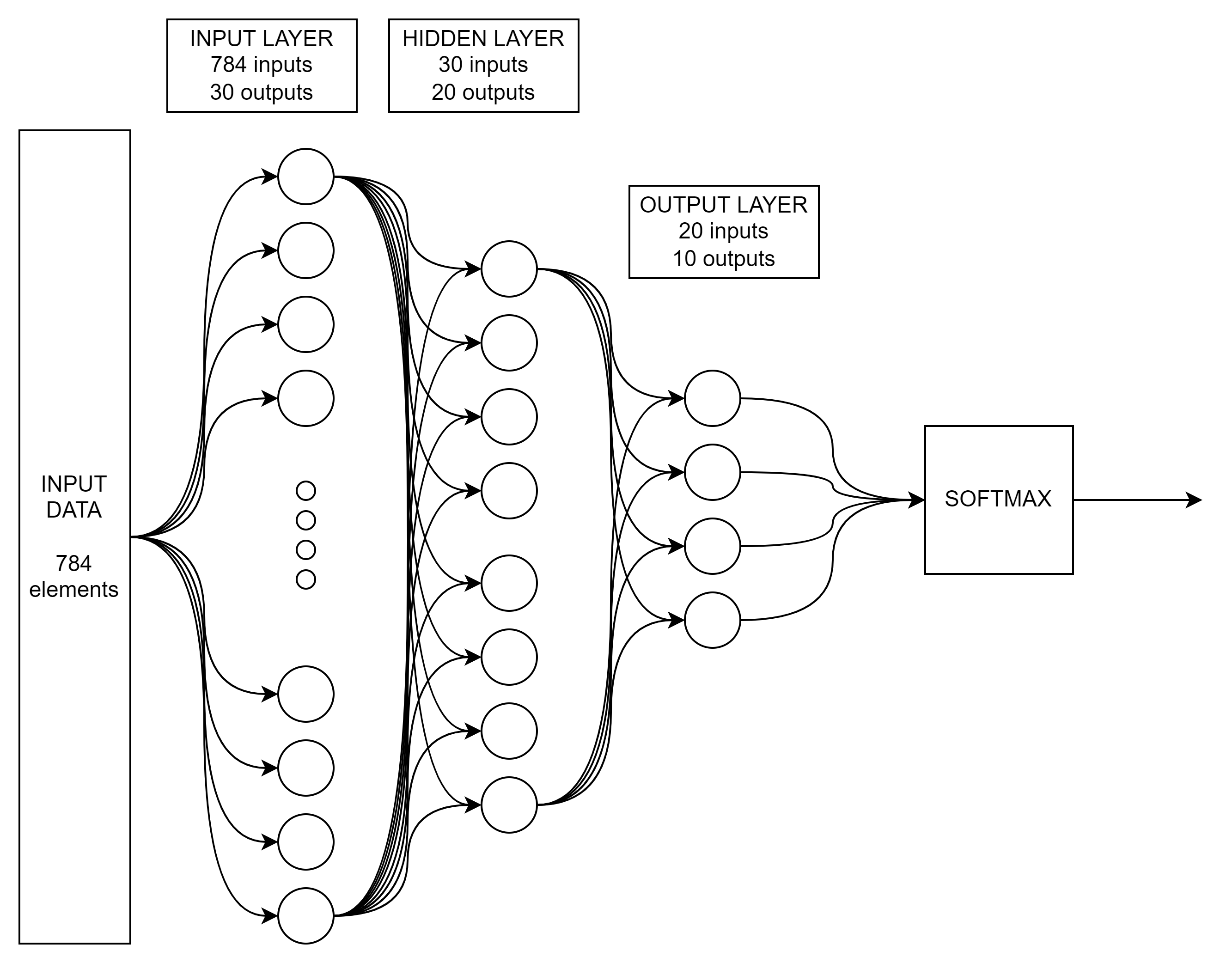 INPUT LAYER
784 inputs
30 outputs
HIDDEN LAYER
30 inputs
20 outputs
OUTPUT LAYER
20 inputs
10 outputs
INPUT
DATA
784
elements
SOFTMAX